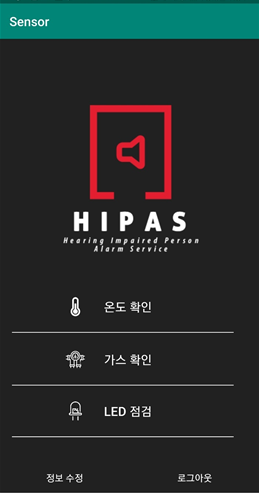 Sensor
HIPAS
Hearing Impaired Person
Alarm Service
온도 확인
가스 확인
LED 점검
정보 수정
로그아웃